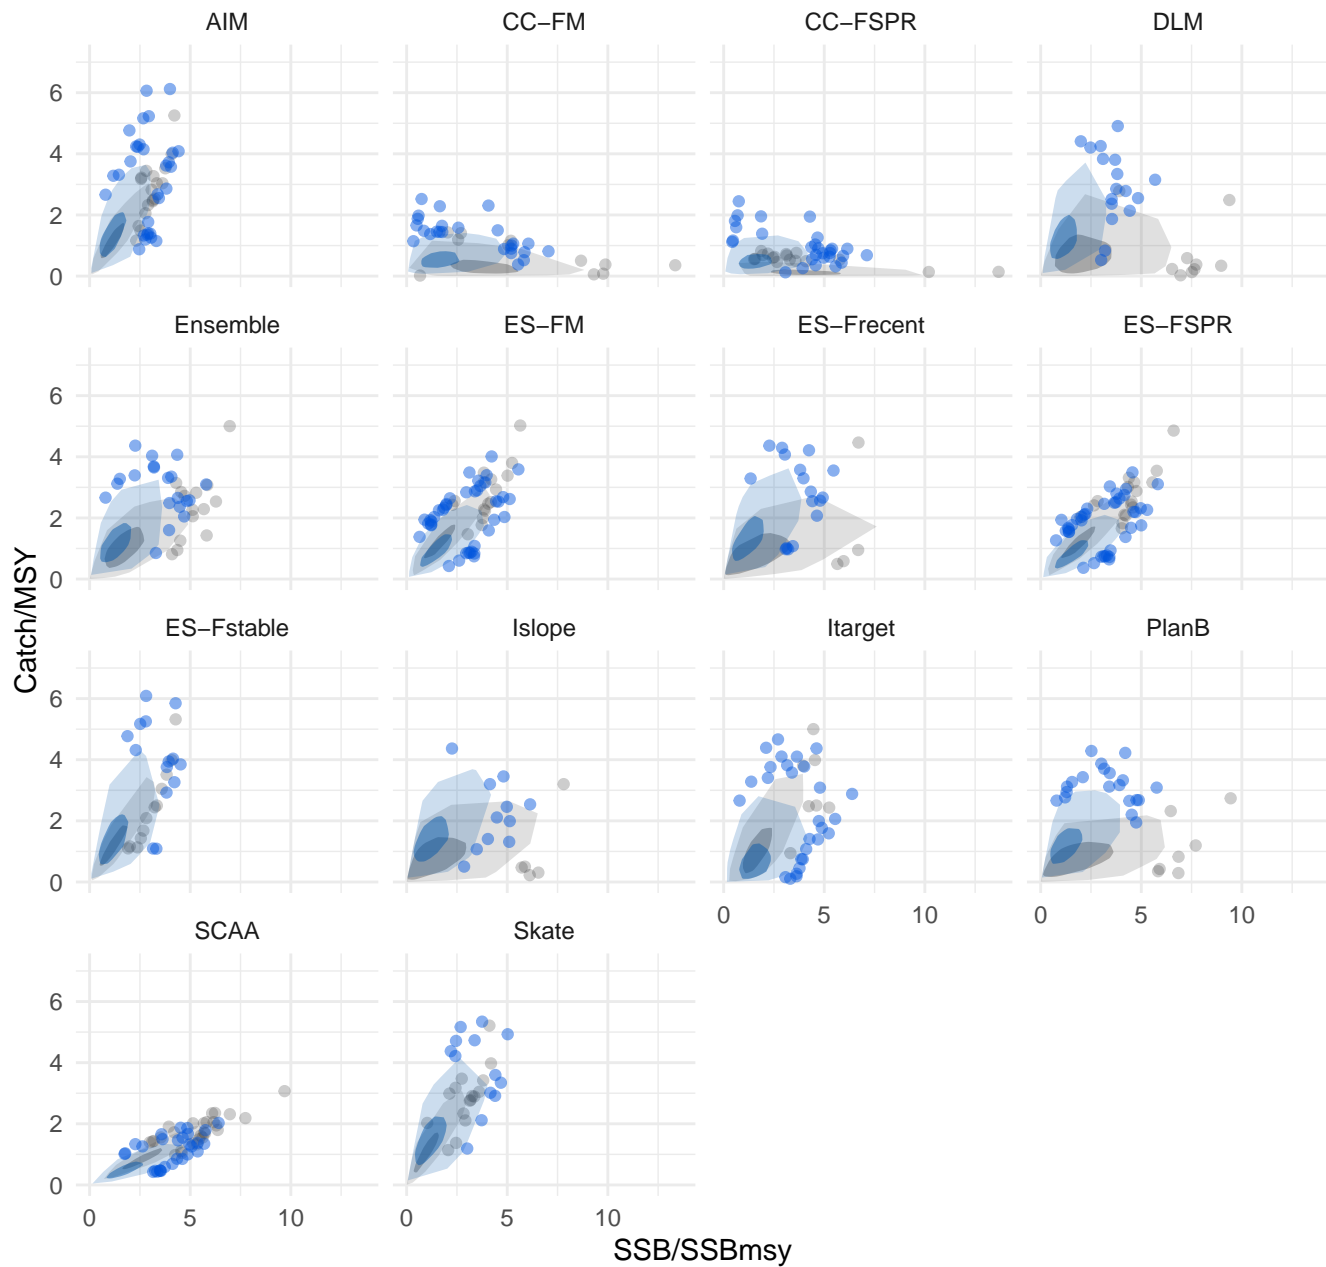 AIM CC−FM CC−FSPR DLM
6
4
2
0
Ensemble ES−FM ES−Frecent ES−FSPR
6
4
2
0
ES−Fstable Islope Itarget PlanB
6
4
2
0
0 5 10 0 5 10
SCAA Skate
6
4
2
0
0 5 10 0 5 10
Catch/MSY
SSB/SSBmsy